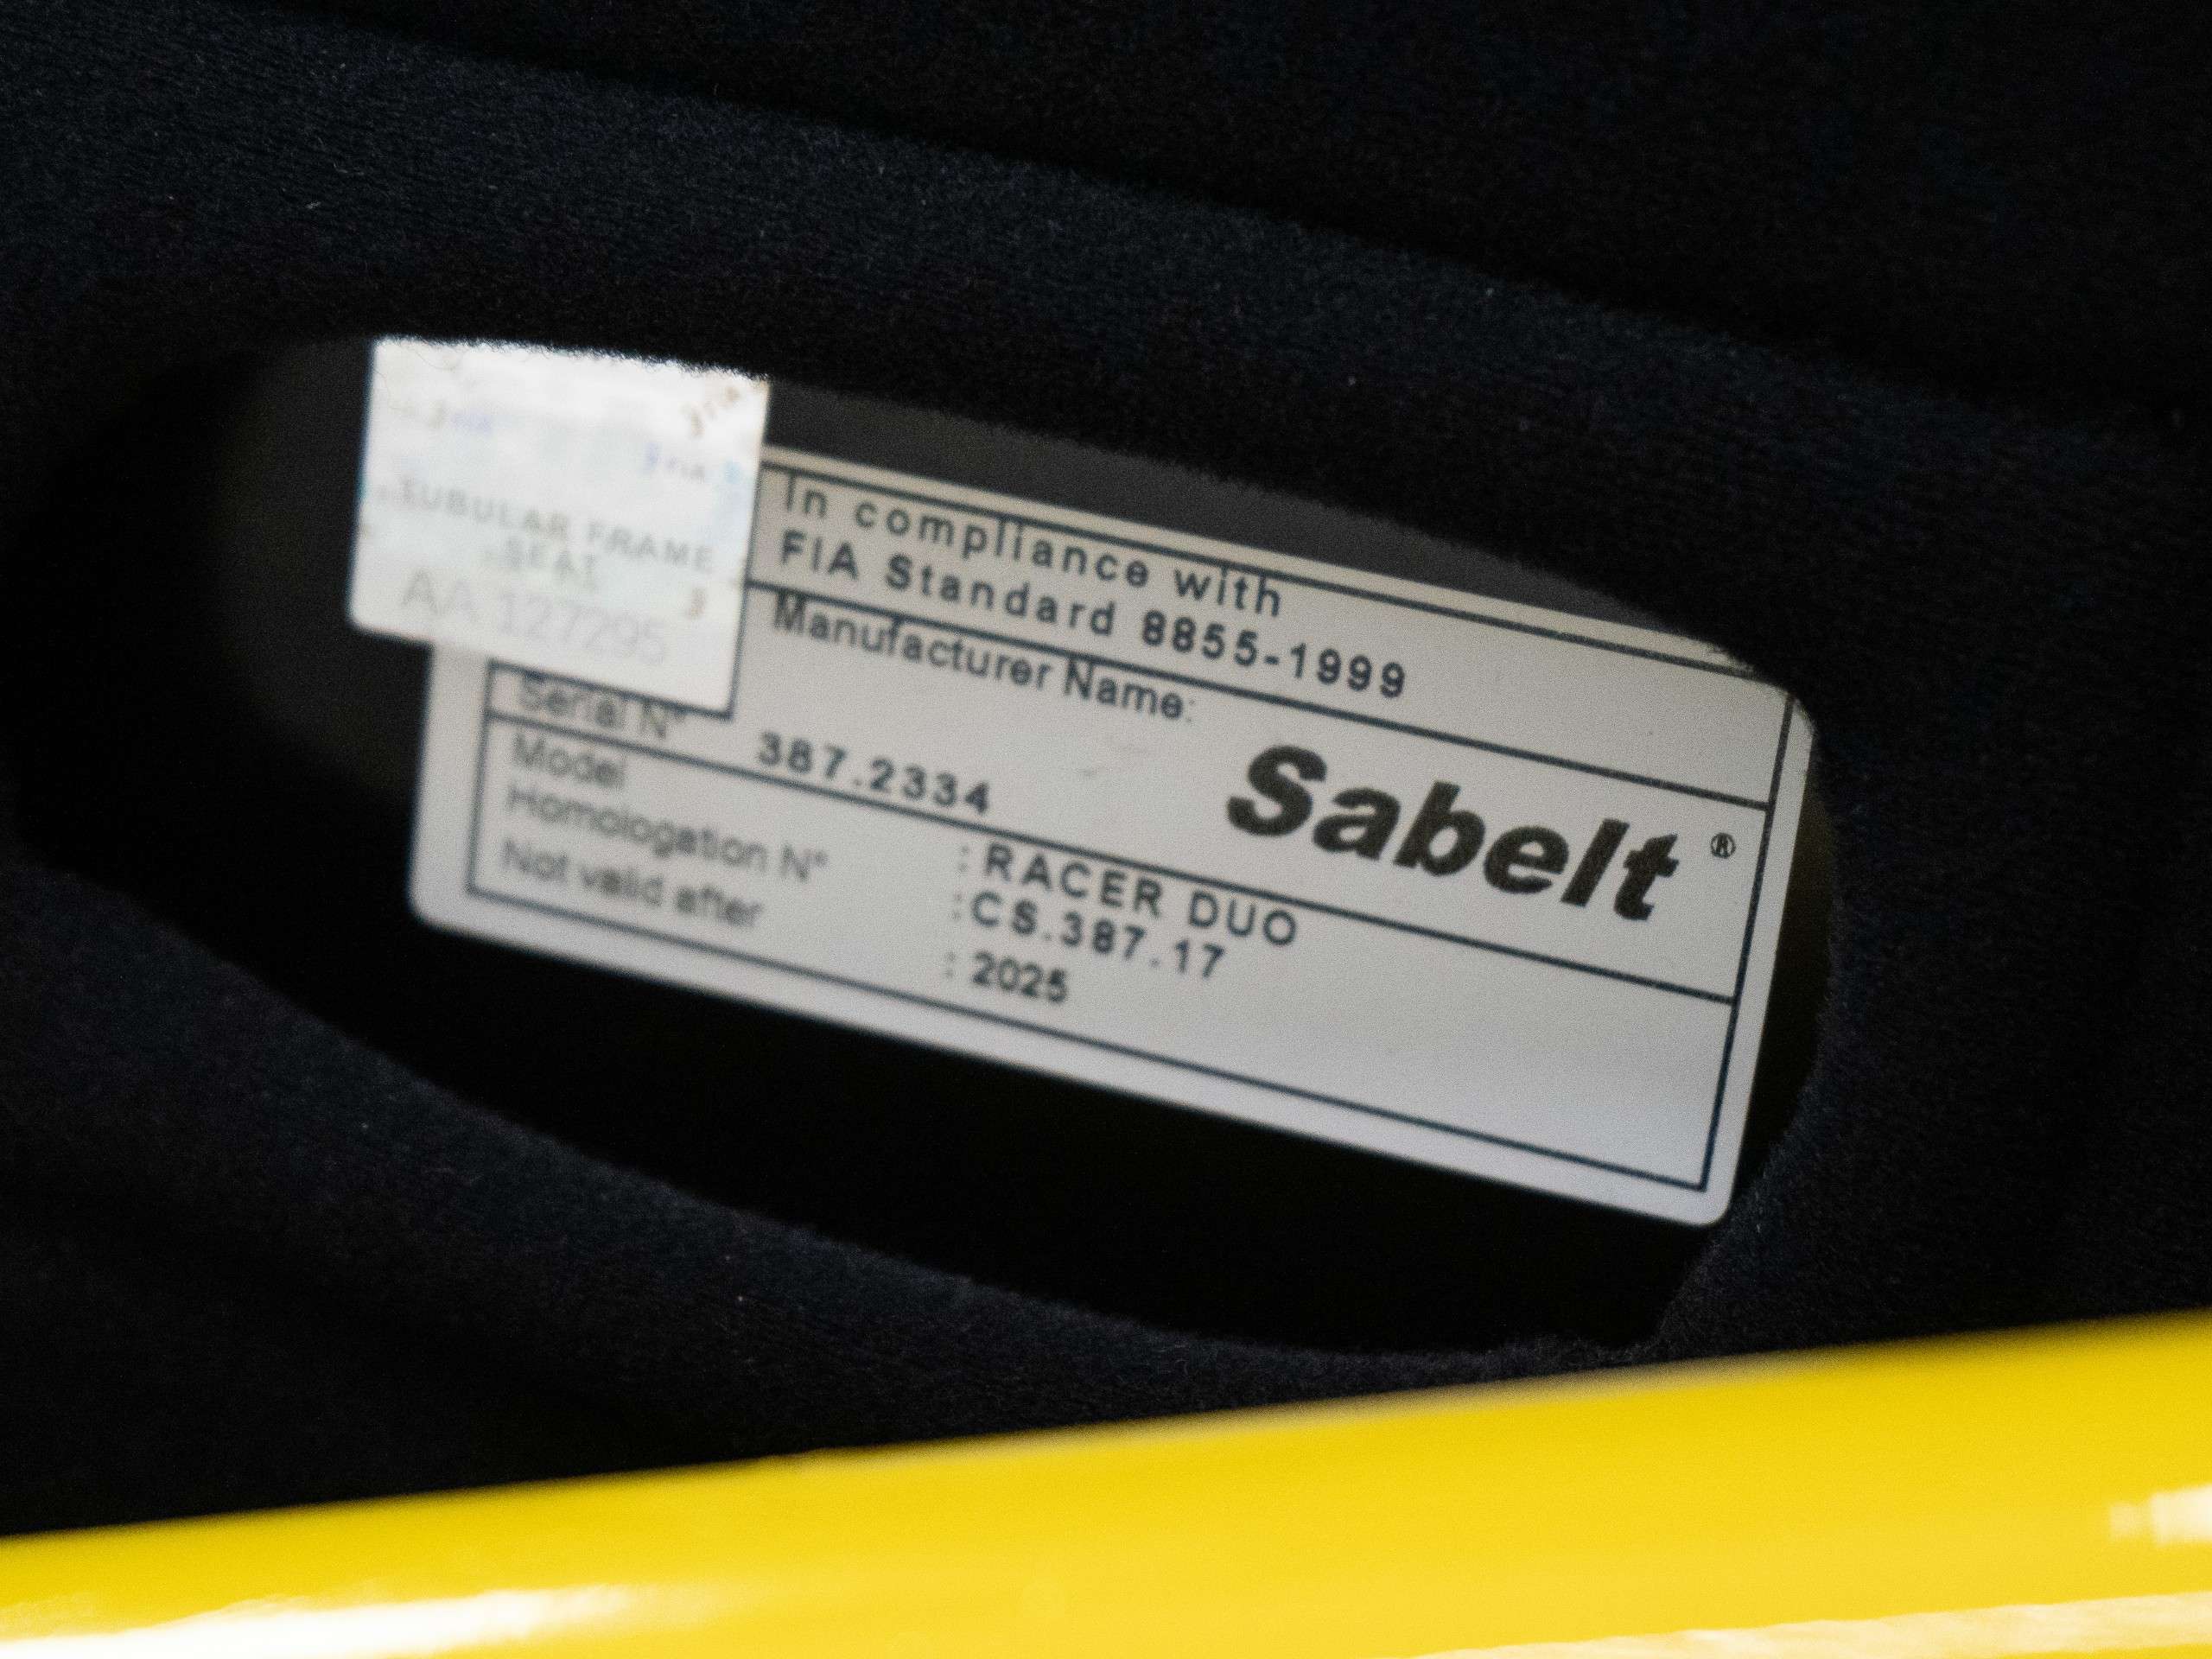 TUBULAR FRAME
SEAT
AA 127295
In compliance with
FIA Standard 8855-1999
Manufacturer Name:
Sabelt ®
Serial N° 387.2334
Model : RACER DUO
Homologation N° : CS.387.17
Not valid after : 2025